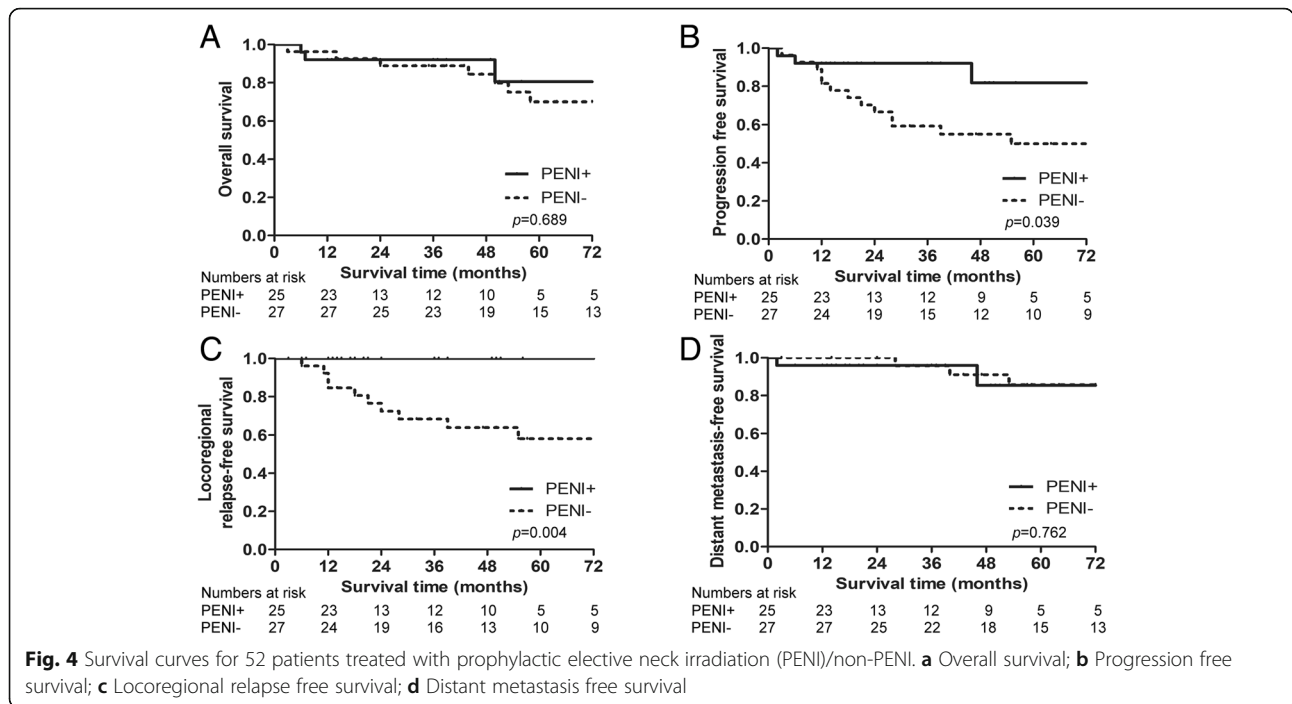 A
1.0
0.8
0.6
0.4
0.2
0.0
Overall survival
PENI+
PENI-
p=0.689
0 12 24 36 48 60 72
Survival time (months)
Numbers at risk
PENI+ 25 23 13 12 10 5 5
PENI- 27 27 25 23 19 15 13
B
1.0
0.8
0.6
0.4
0.2
0.0
Progression free survival
PENI+
PENI-
p=0.039
0 12 24 36 48 60 72
Survival time (months)
Numbers at risk
PENI+ 25 23 13 12 9 5 5
PENI- 27 24 19 15 12 10 9
C
1.0
0.8
0.6
0.4
0.2
0.0
Locoregional
relapse-free survival
PENI+
PENI-
p=0.004
0 12 24 36 48 60 72
Survival time (months)
Numbers at risk
PENI+ 25 23 13 12 10 5 5
PENI- 27 24 19 16 13 10 9
D
1.0
0.8
0.6
0.4
0.2
0.0
Distant metastasis-free survival
PENI+
PENI-
p=0.762
0 12 24 36 48 60 72
Survival time (months)
Numbers at risk
PENI+ 25 23 13 12 9 5 5
PENI- 27 27 25 22 18 15 13
Fig. 4 Survival curves for 52 patients treated with prophylactic elective neck irradiation (PENI)/non-PENI. a Overall survival; b Progression free
survival; c Locoregional relapse free survival; d Distant metastasis free survival